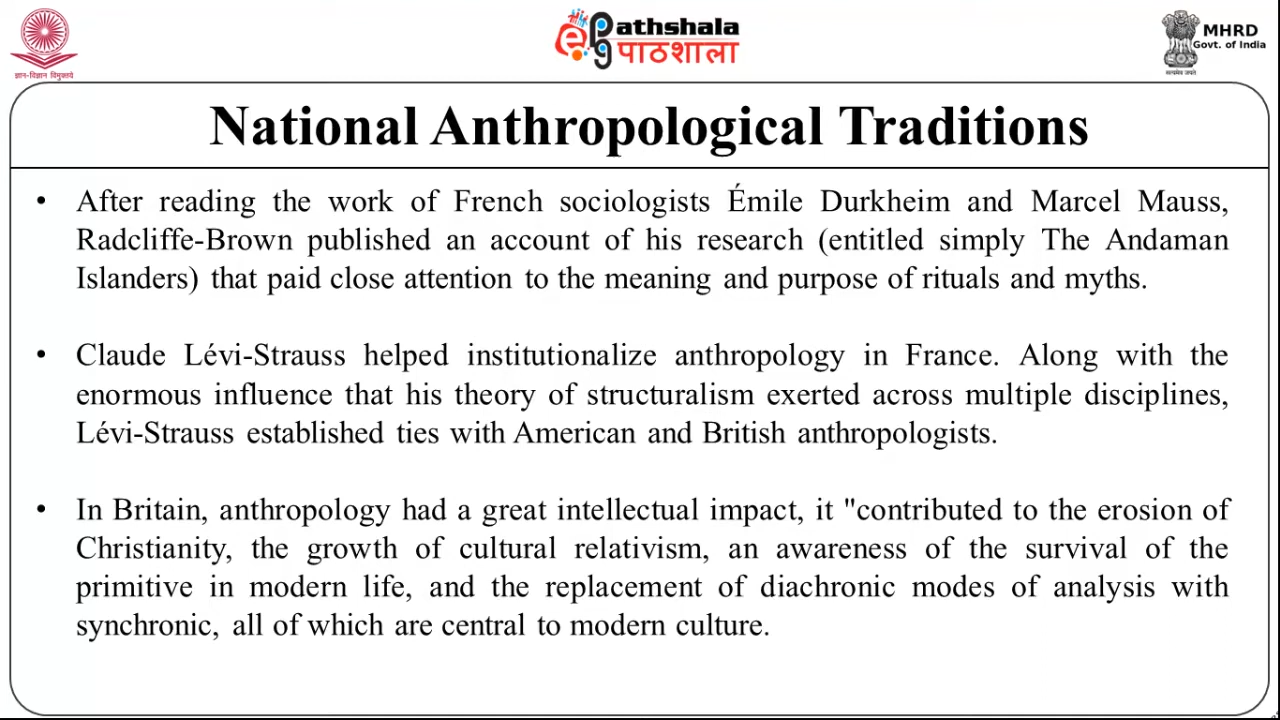 ज्ञान-विज्ञान विमुक्तये
ePG Pathshala
पाठशाला
सत्यमेव जयते
MHRD
Govt. of India
National Anthropological Traditions
• After reading the work of French sociologists Émile Durkheim and Marcel Mauss,
Radcliffe-Brown published an account of his research (entitled simply The Andaman
Islanders) that paid close attention to the meaning and purpose of rituals and myths.
• Claude Lévi-Strauss helped institutionalize anthropology in France. Along with the
enormous influence that his theory of structuralism exerted across multiple disciplines,
Lévi-Strauss established ties with American and British anthropologists.
• In Britain, anthropology had a great intellectual impact, it "contributed to the erosion of
Christianity, the growth of cultural relativism, an awareness of the survival of the
primitive in modern life, and the replacement of diachronic modes of analysis with
synchronic, all of which are central to modern culture.